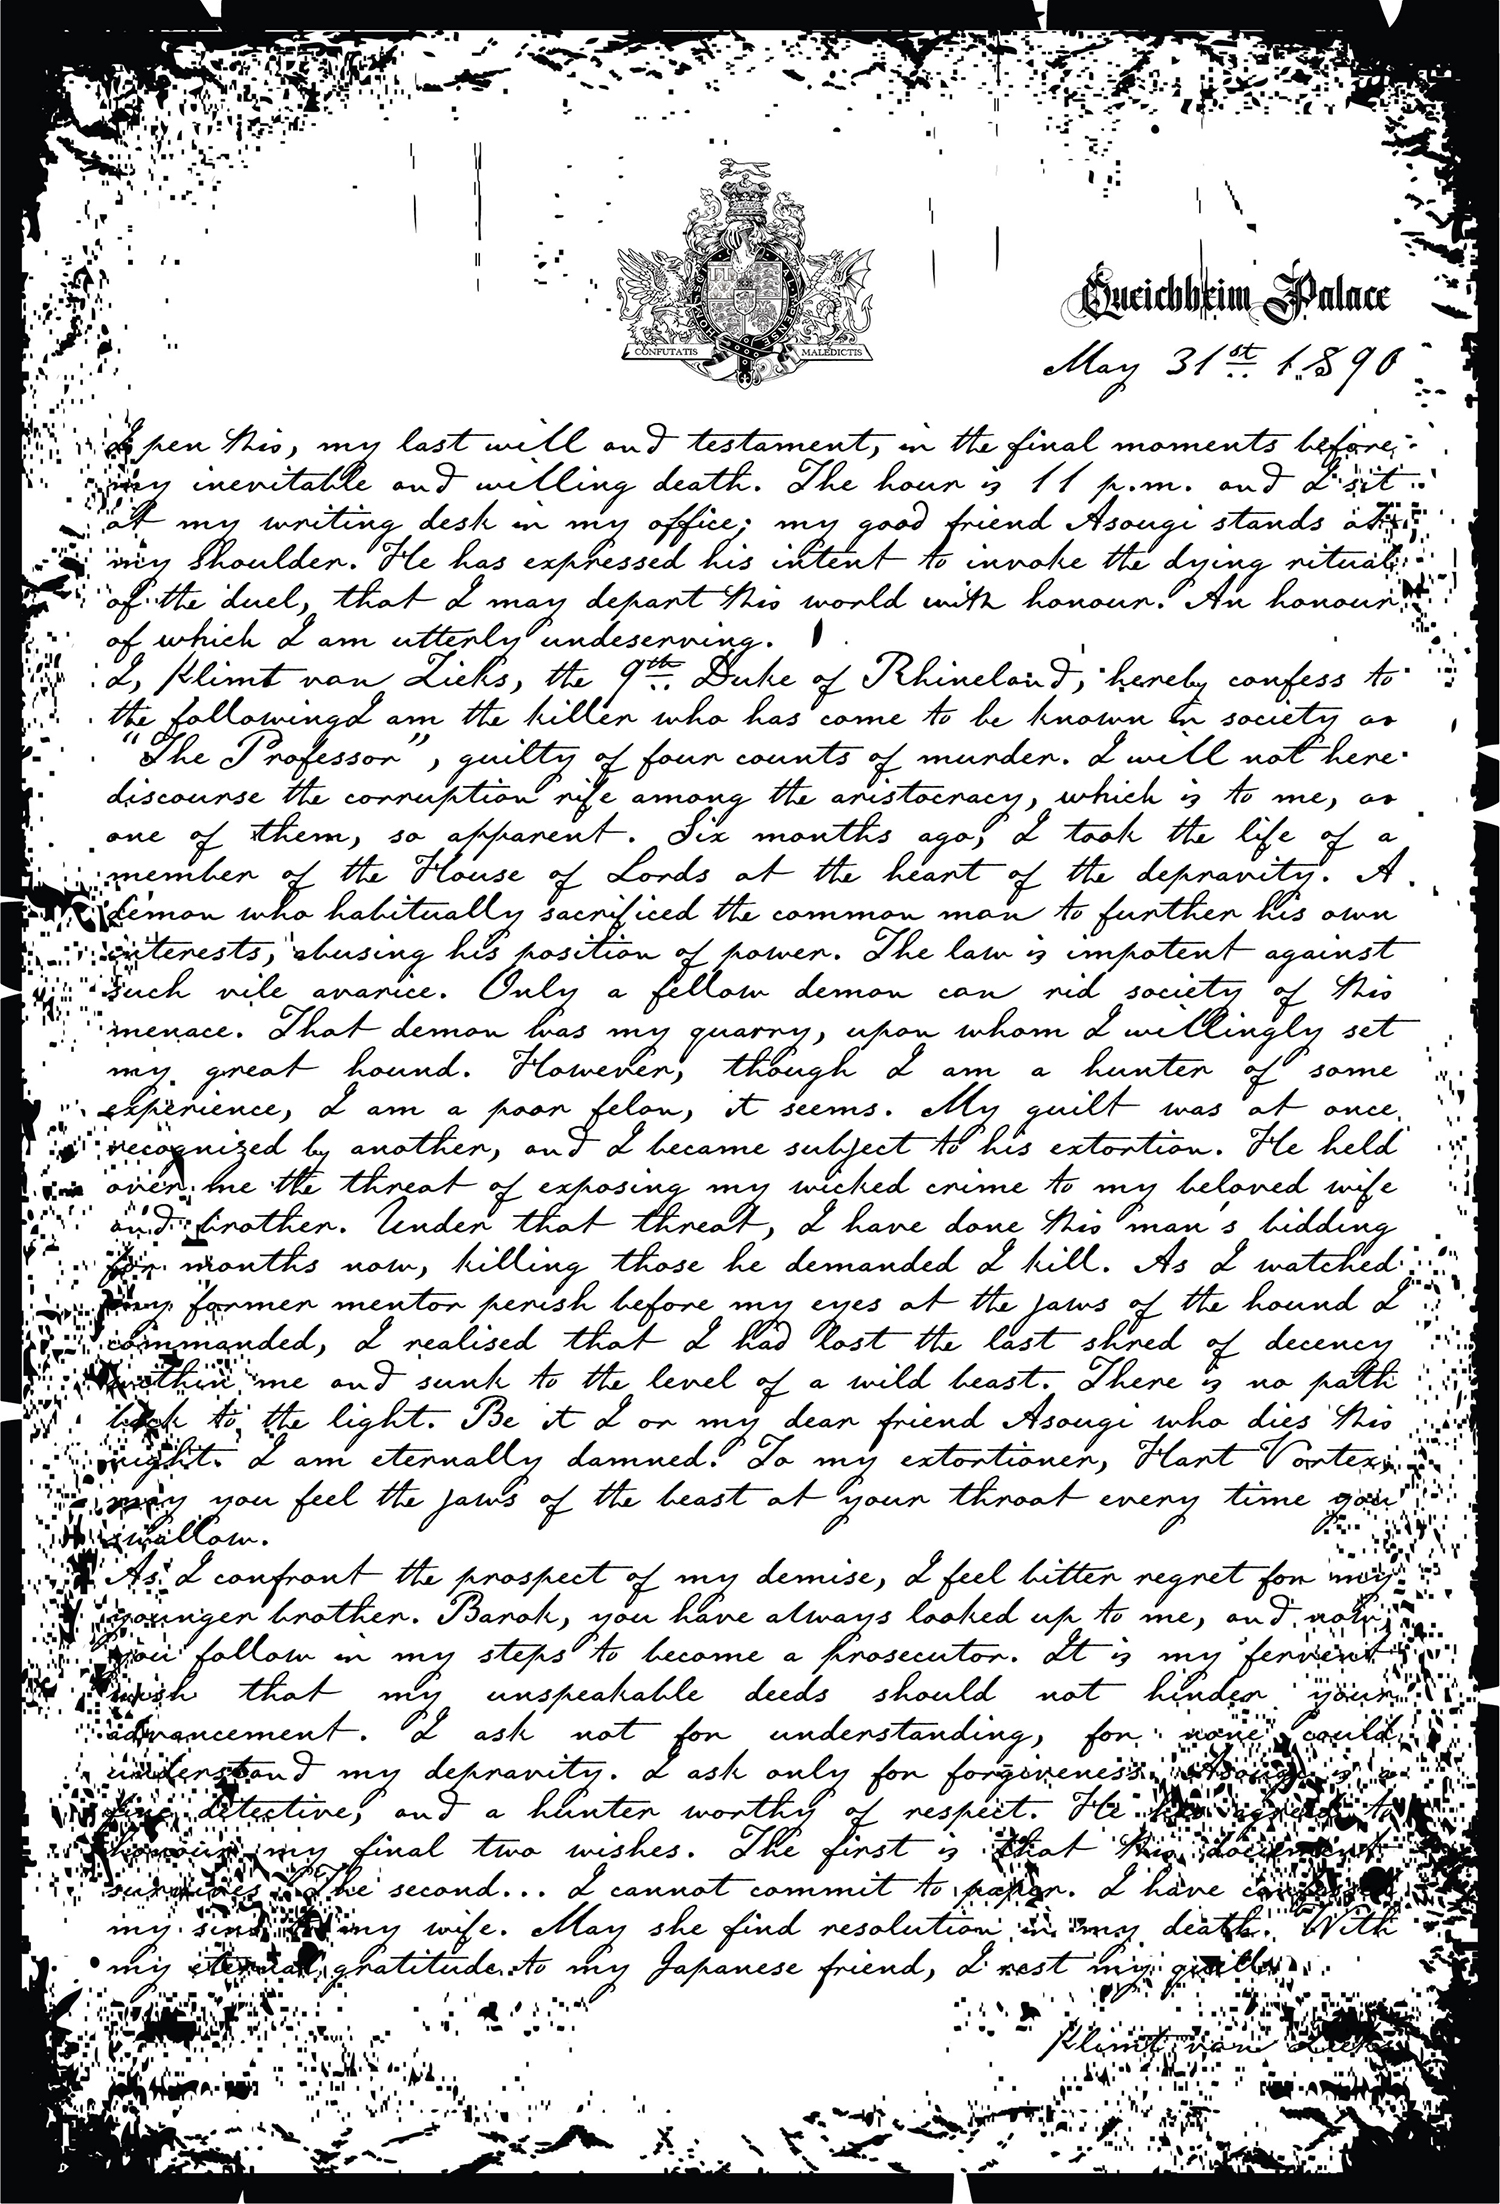 HONI SOIT QUI MAL Y PENSE
CONFUTATIS MALEDICTIS
Queichheim Palace
May 31st 1890
I pen this, my last will and testament, in the final moments before
my inevitable and willing death. The hour is 11 p.m. and I sit
at my writing desk in my office; my good friend Asougi stands at
my shoulder. He has expressed his intent to invoke the dying ritual
of the duel, that I may depart this world with honour. An honour
of which I am utterly undeserving.
I, Klimt van Zieks, the 9th Duke of Rhineland, hereby confess to
the followingI am the killer who has come to be known in society as
"The Professor", guilty of four counts of murder. I will not here
discourse the corruption rife among the aristocracy, which is to me, as
one of them, so apparent. Six months ago, I took the life of a
member of the House of Lords at the heart of the depravity. A
demon who habitually sacrificed the common man to further his own
interests, abusing his position of power. The law is impotent against
such vile avarice. Only a fellow demon can rid society of this
menace. That demon was my quarry, upon whom I willingly set
my great hound. However, though I am a hunter of some
experience, I am a poor felon, it seems. My guilt was at once
recognized by another, and I became subject to his extortion. He held
over me the threat of exposing my wicked crime to my beloved wife
and brother. Under that threat, I have done this man's bidding
for months now, killing those he demanded I kill. As I watched
my former mentor perish before my eyes at the jaws of the hound I
commanded, I realised that I had lost the last shred of decency
within me and sunk to the level of a wild beast. There is no path
back to the light. Be it I or my dear friend Asougi who dies this
night. I am eternally damned. To my extortioner, Hart Vortex,
may you feel the jaws of the beast at your throat every time you
swallow.
As I confront the prospect of my demise, I feel bitter regret for my
younger brother. Barok, you have always looked up to me, and now
you follow in my steps to become a prosecutor. It is my fervent
wish that my unspeakable deeds should not hinder your
advancement. I ask not for understanding, for none could
understand my depravity. I ask only for forgiveness. Asougi is a
fine detective, and a hunter worthy of respect. He has agreed to
honour my final two wishes. The first is that this document
survives. The second... I cannot commit to paper. I have confessed
my sins to my wife. May she find resolution in my death. With
my eternal gratitude to my Japanese friend, I rest my quill.
Klimt van Zieks